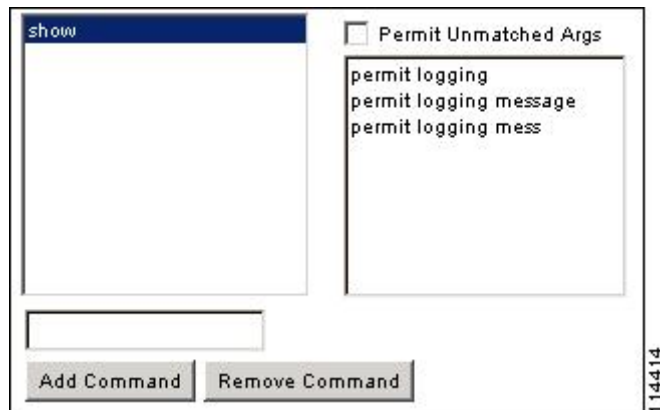 show
Permit Unmatched Args
permit logging
permit logging message
permit logging mess
Add Command
Remove Command
114414